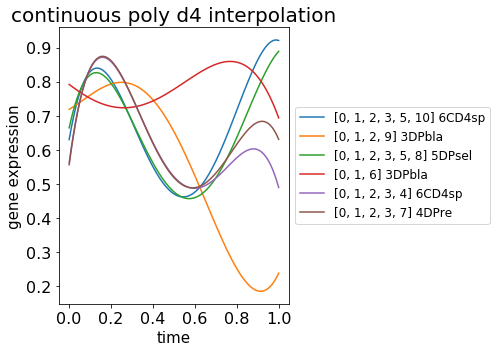 continuous poly d4 interpolation
gene expression
0.9
0.8
0.7
0.6
0.5
0.4
0.3
0.2
0.0 0.2 0.4 0.6 0.8 1.0
time
[0, 1, 2, 3, 5, 10] 6CD4sp
[0, 1, 2, 9] 3DPbla
[0, 1, 2, 3, 5, 8] 5DPsel
[0, 1, 6] 3DPbla
[0, 1, 2, 3, 4] 6CD4sp
[0, 1, 2, 3, 7] 4DPre